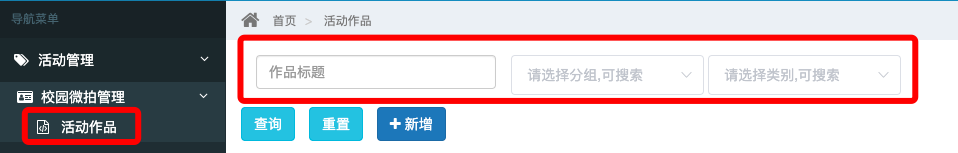 导航菜单
首页 > 活动作品
活动管理
作品标题 请选择分组,可搜索 请选择类别,可搜索
校园微拍管理
活动作品
查询 重置 新增